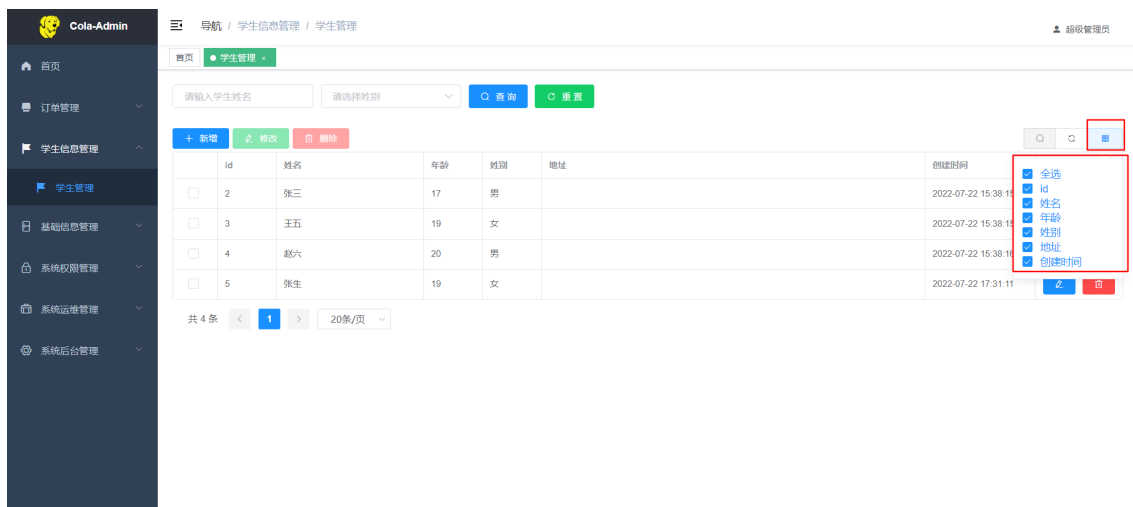 Cola-Admin
导航 / 学生信息管理 / 学生管理
超级管理员
首页
学生管理 ×
首页
订单管理
学生信息管理
学生管理
基础信息管理
系统权限管理
系统运维管理
系统后台管理
请输入学生姓名 请选择性别 查询 重置
+ 新增 修改 删除
id 姓名 年龄 姓别 地址 创建时间
2 张三 17 男 2022-07-22 15:38:15
3 王五 19 女 2022-07-22 15:38:15
4 赵六 20 男 2022-07-22 15:38:16
5 张生 19 女 2022-07-22 17:31:11
全选
id
姓名
年龄
姓别
地址
创建时间
共 4 条 < 1 > 20条/页